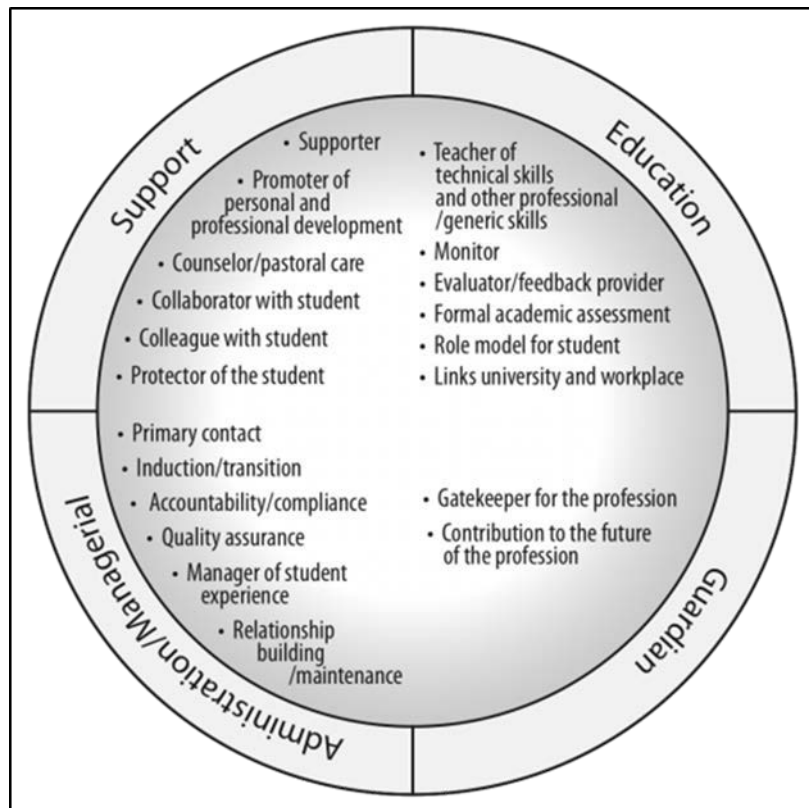 Support
• Supporter
• Promoter of
personal and
professional development
• Counselor/pastoral care
• Collaborator with student
• Colleague with student
• Protector of the student
Education
• Teacher of
technical skills
and other professional
/generic skills
• Monitor
• Evaluator/feedback provider
• Formal academic assessment
• Role model for student
• Links university and workplace
Administration/Managerial
• Primary contact
• Induction/transition
• Accountability/compliance
• Quality assurance
• Manager of student
experience
• Relationship
building
/maintenance
Guardian
• Gatekeeper for the profession
• Contribution to the future
of the profession